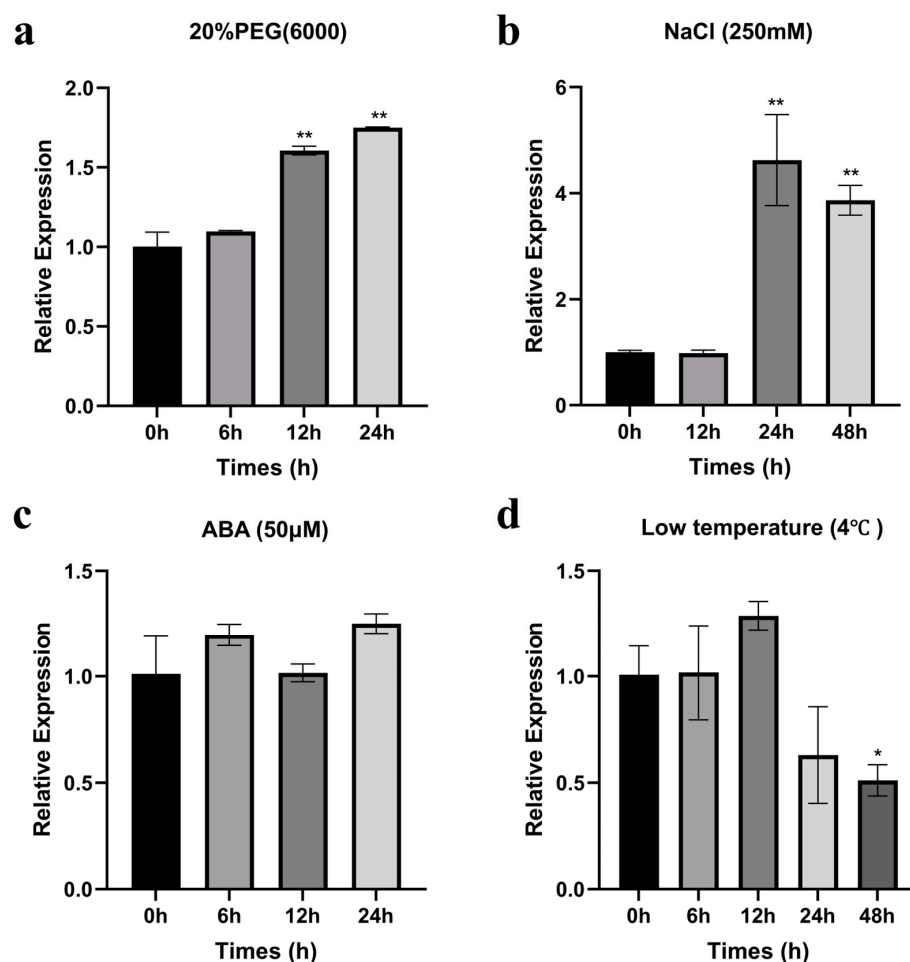 a
20%PEG(6000)
Relative Expression
2.0
1.5
1.0
0.5
0.0
**
**
0h 6h 12h 24h
Times (h)
b
NaCl (250mM)
Relative Expression
6
4
2
0
**
**
0h 12h 24h 48h
Times (h)
c
ABA (50μM)
Relative Expression
1.5
1.0
0.5
0.0
0h 6h 12h 24h
Times (h)
d
Low temperature (4℃ )
Relative Expression
1.5
1.0
0.5
0.0
*
0h 6h 12h 24h 48h
Times (h)